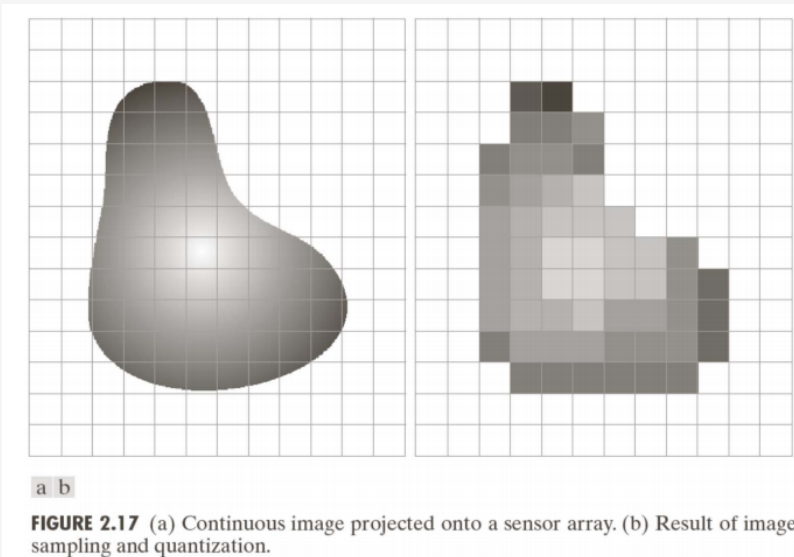 a b
FIGURE 2.17 (a) Continuous image projected onto a sensor array. (b) Result of image
sampling and quantization.